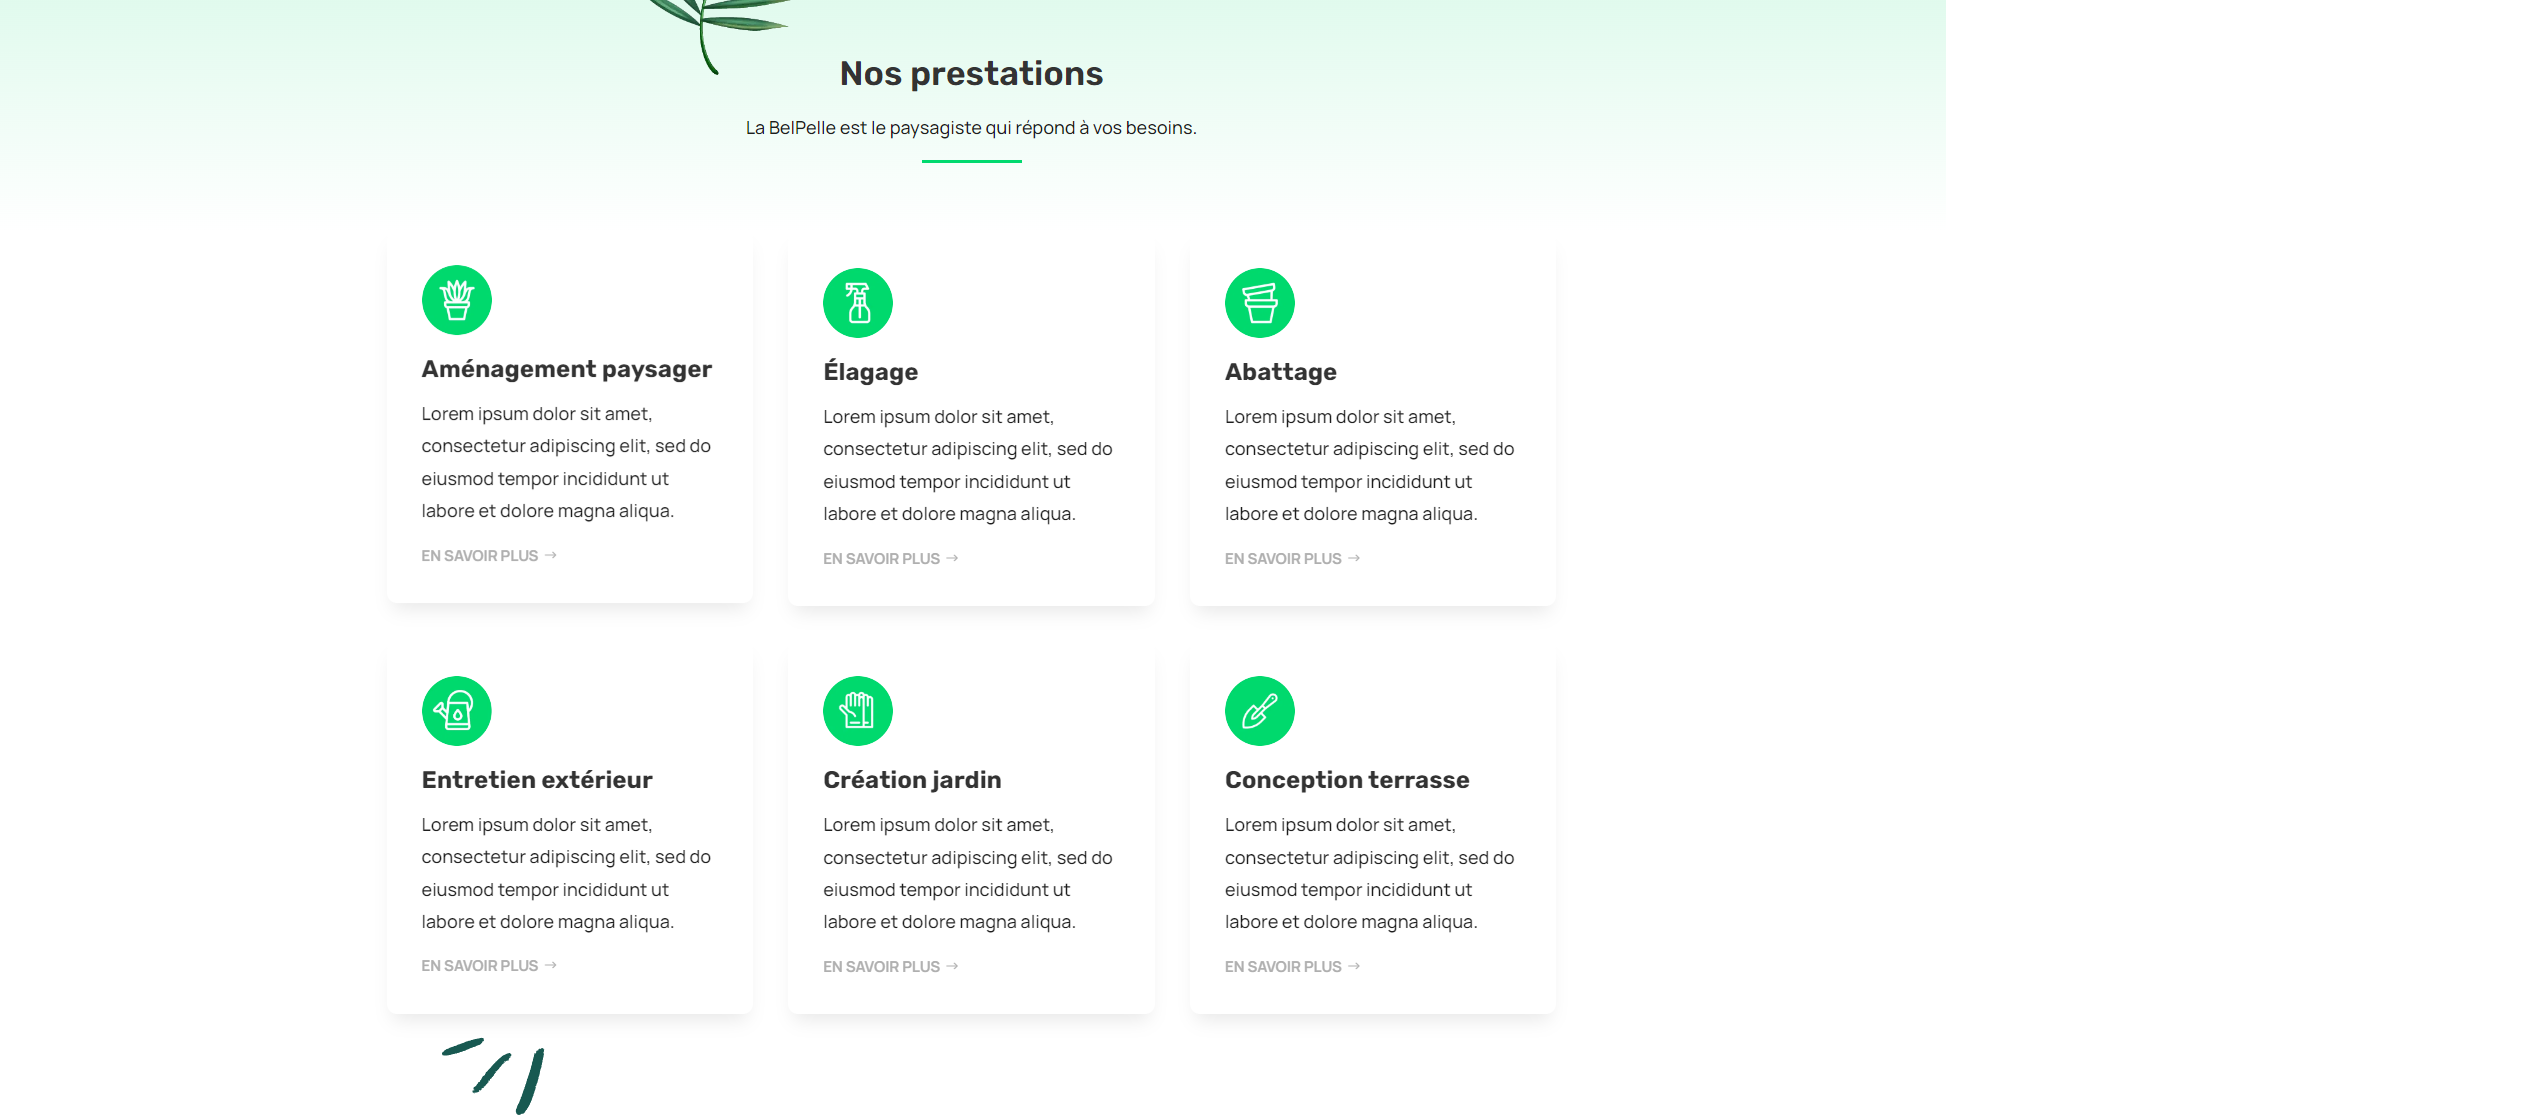 Nos prestations
La BelPelle est le paysagiste qui répond à vos besoins.
Aménagement paysager
Lorem ipsum dolor sit amet,
consectetur adipiscing elit, sed do
eiusmod tempor incididunt ut
labore et dolore magna aliqua.
EN SAVOIR PLUS →
Élagage
Lorem ipsum dolor sit amet,
consectetur adipiscing elit, sed do
eiusmod tempor incididunt ut
labore et dolore magna aliqua.
EN SAVOIR PLUS →
Abattage
Lorem ipsum dolor sit amet,
consectetur adipiscing elit, sed do
eiusmod tempor incididunt ut
labore et dolore magna aliqua.
EN SAVOIR PLUS →
Entretien extérieur
Lorem ipsum dolor sit amet,
consectetur adipiscing elit, sed do
eiusmod tempor incididunt ut
labore et dolore magna aliqua.
EN SAVOIR PLUS →
Création jardin
Lorem ipsum dolor sit amet,
consectetur adipiscing elit, sed do
eiusmod tempor incididunt ut
labore et dolore magna aliqua.
EN SAVOIR PLUS →
Conception terrasse
Lorem ipsum dolor sit amet,
consectetur adipiscing elit, sed do
eiusmod tempor incididunt ut
labore et dolore magna aliqua.
EN SAVOIR PLUS →